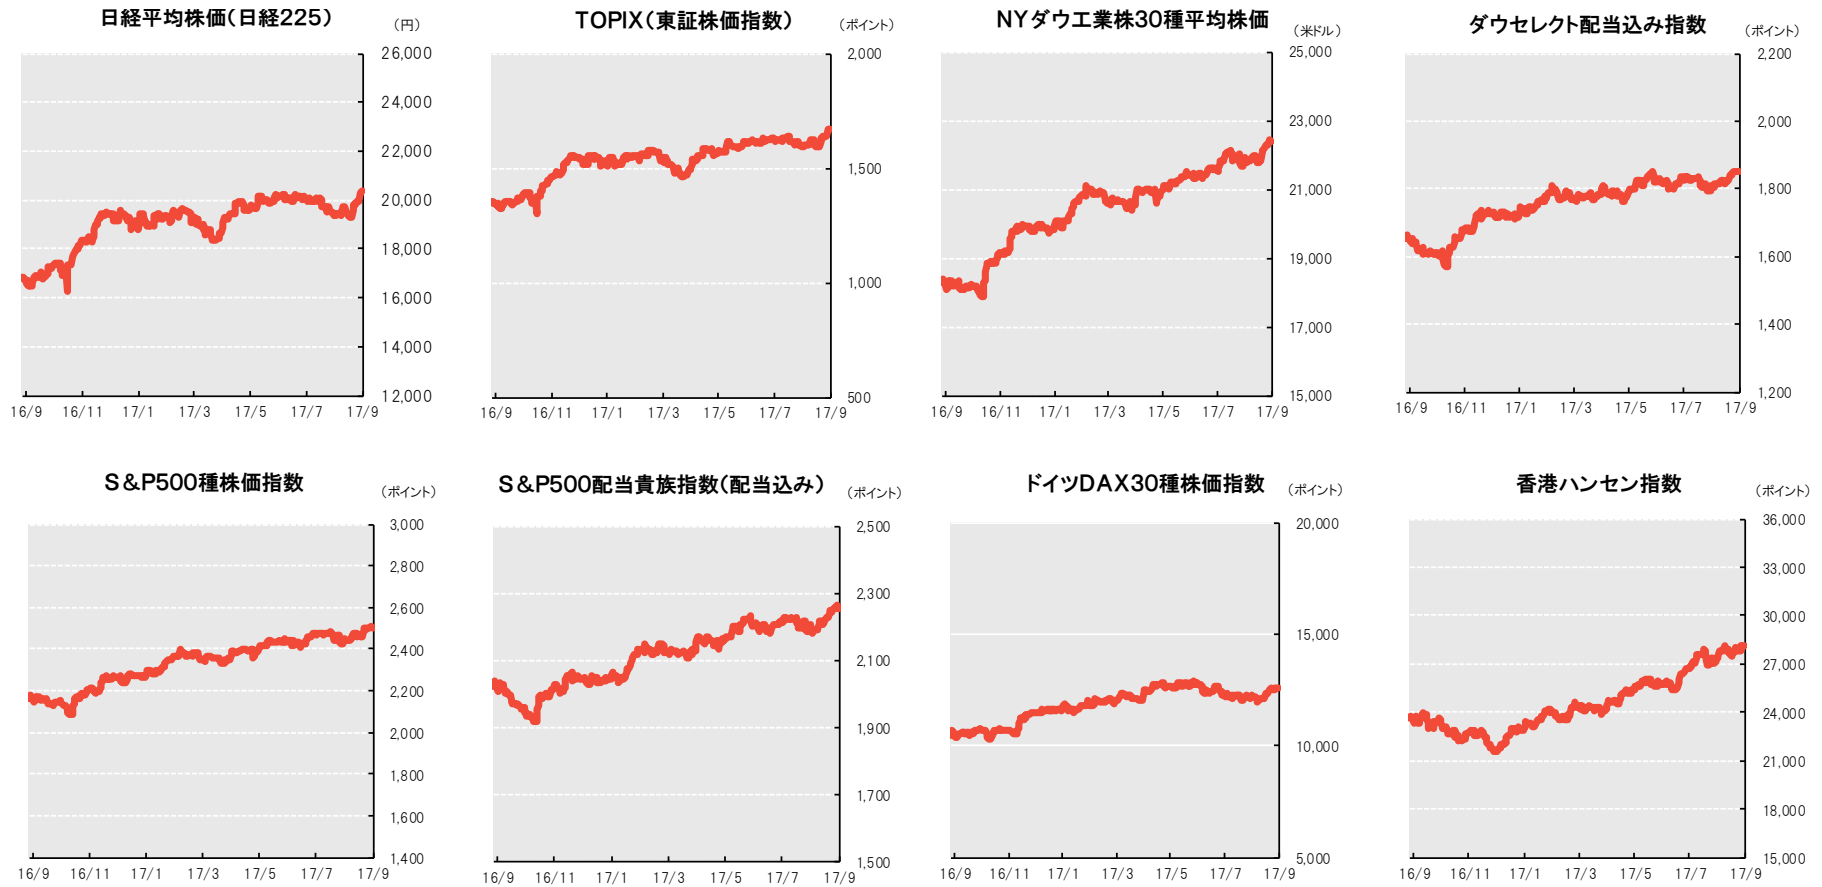 日経平均株価（日経225）
（円）
26,000
24,000
22,000
20,000
18,000
16,000
14,000
12,000
16/9 16/11 17/1 17/3 17/5 17/7 17/9
TOPIX（東証株価指数）
（ポイント）
2,000
1,500
1,000
500
16/9 16/11 17/1 17/3 17/5 17/7 17/9
NYダウ工業株30種平均株価
（米ドル）
25,000
23,000
21,000
19,000
17,000
15,000
16/9 16/11 17/1 17/3 17/5 17/7 17/9
ダウセレクト配当込み指数
（ポイント）
2,200
2,000
1,800
1,600
1,400
1,200
16/9 16/11 17/1 17/3 17/5 17/7 17/9
S＆P500種株価指数
（ポイント）
3,000
2,800
2,600
2,400
2,200
2,000
1,800
1,600
1,400
16/9 16/11 17/1 17/3 17/5 17/7 17/9
S＆P500配当貴族指数（配当込み）
（ポイント）
2,500
2,300
2,100
1,900
1,700
1,500
16/9 16/11 17/1 17/3 17/5 17/7 17/9
ドイツDAX30種株価指数
（ポイント）
20,000
15,000
10,000
5,000
16/9 16/11 17/1 17/3 17/5 17/7 17/9
香港ハンセン指数
（ポイント）
36,000
33,000
30,000
27,000
24,000
21,000
18,000
15,000
16/9 16/11 17/1 17/3 17/5 17/7 17/9